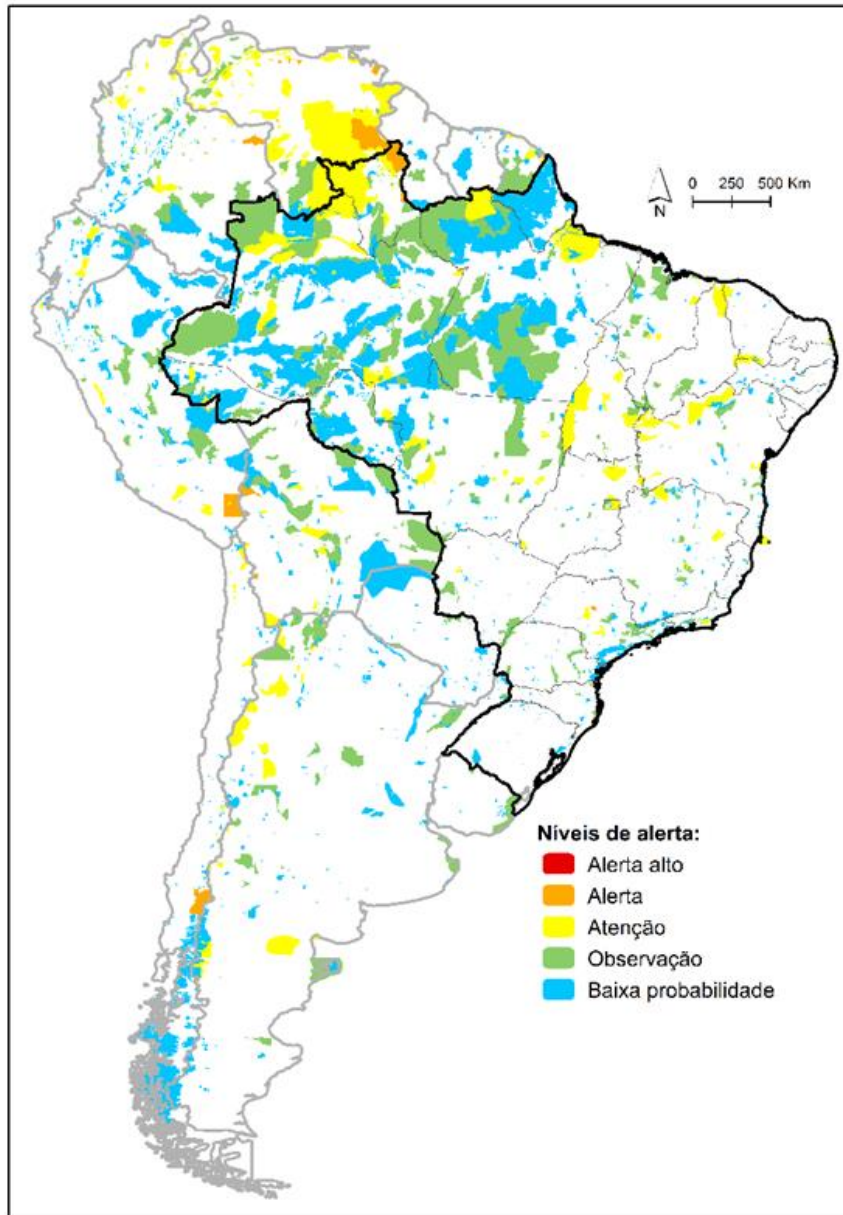 N
0 250 500 Km
Níveis de alerta:
Alerta alto
Alerta
Atenção
Observação
Baixa probabilidade